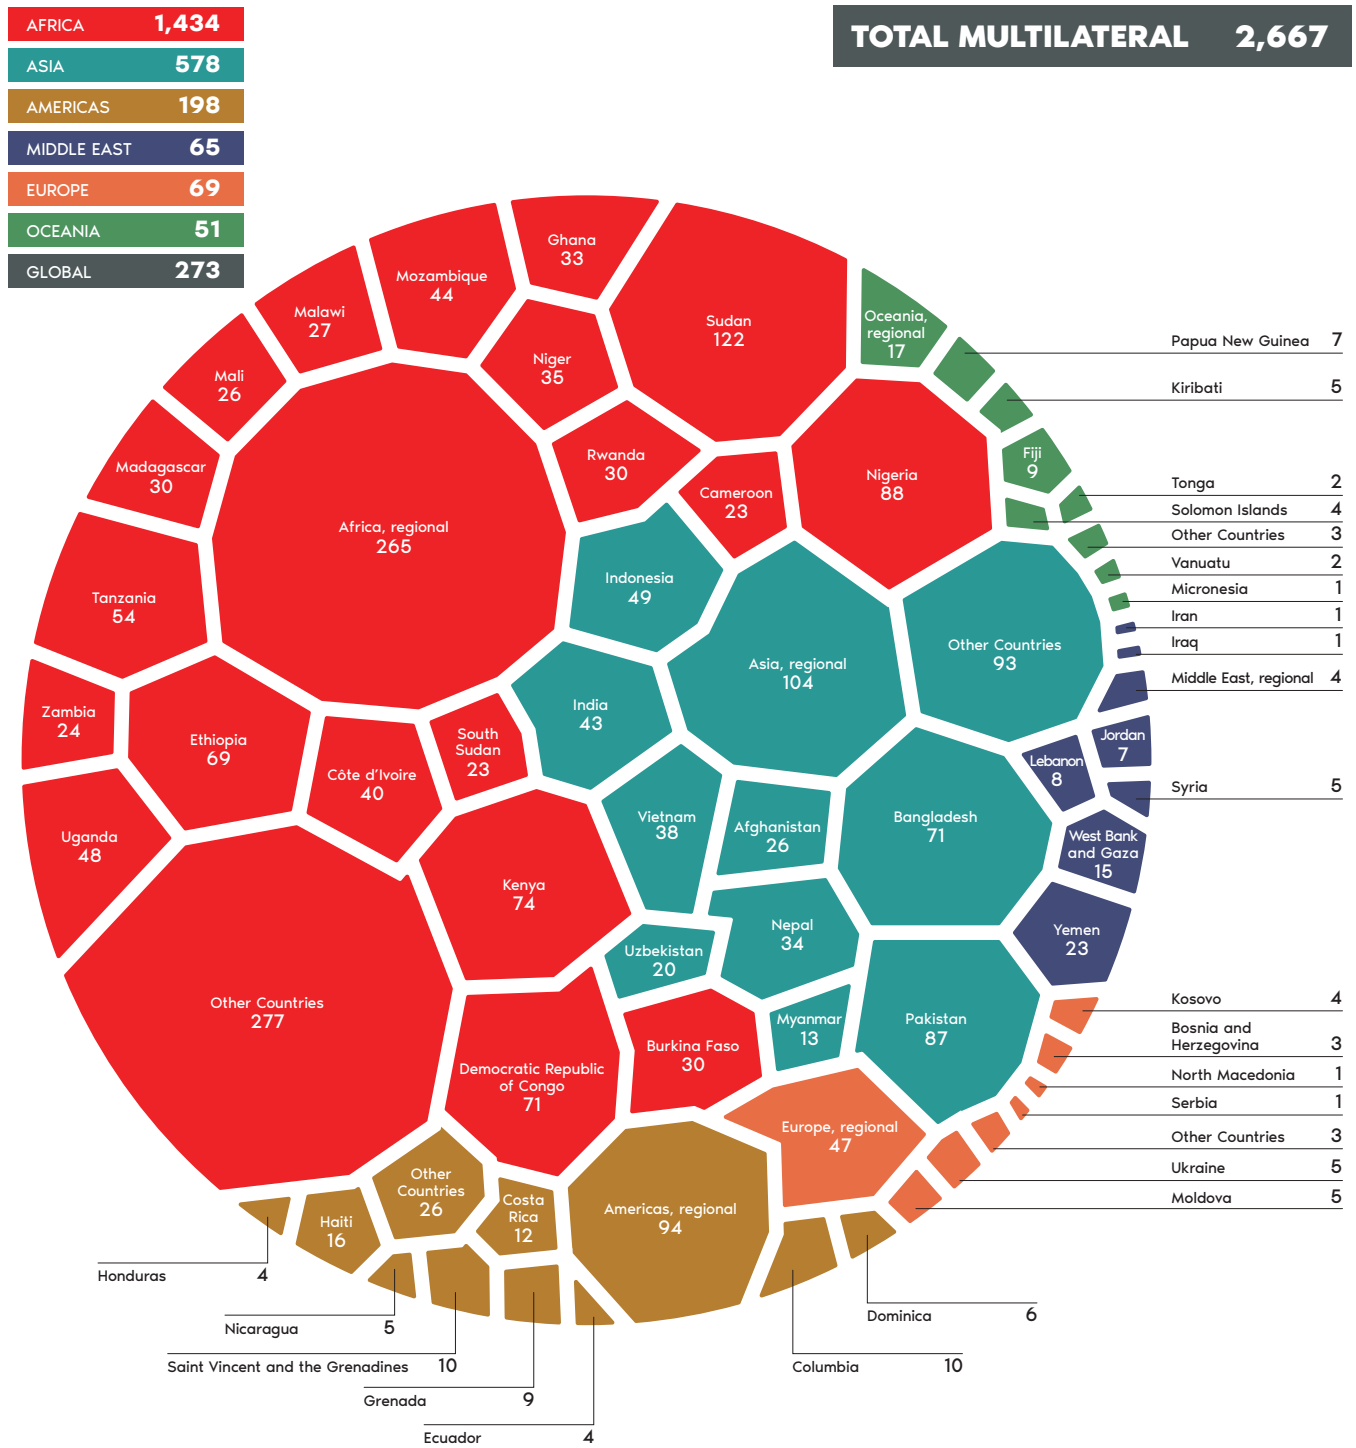 AFRICA 1,434
ASIA 578
AMERICAS 198
MIDDLE EAST 65
EUROPE 69
OCEANIA 51
GLOBAL 273
TOTAL MULTILATERAL 2,667
Ghana
33
Mozambique
44
Malawi
27
Mali
26
Madagascar
30
Niger
35
Sudan
122
Rwanda
30
Cameroon
23
Nigeria
88
Africa, regional
265
Tanzania
54
Zambia
24
Ethiopia
69
Côte d'Ivoire
40
South
Sudan
23
Uganda
48
Kenya
74
Other Countries
277
Democratic Republic
of Congo
71
Burkina Faso
30
Indonesia
49
India
43
Asia, regional
104
Other Countries
93
Vietnam
38
Afghanistan
26
Bangladesh
71
Nepal
34
Uzbekistan
20
Myanmar
13
Pakistan
87
Oceania,
regional
17
Papua New Guinea 7
Kiribati 5
Fiji
9
Tonga 2
Solomon Islands 4
Other Countries 3
Vanuatu 2
Micronesia 1
Iran 1
Iraq 1
Middle East, regional 4
Jordan
7
Lebanon
8
Syria 5
West Bank
and Gaza
15
Yemen
23
Kosovo 4
Bosnia and
Herzegovina 3
North Macedonia 1
Serbia 1
Other Countries 3
Ukraine 5
Moldova 5
Europe, regional
47
Other
Countries
26
Costa
Rica
12
Haiti
16
Americas, regional
94
Honduras 4
Nicaragua 5
Saint Vincent and the Grenadines 10
Grenada 9
Ecuador 4
Dominica 6
Columbia 10